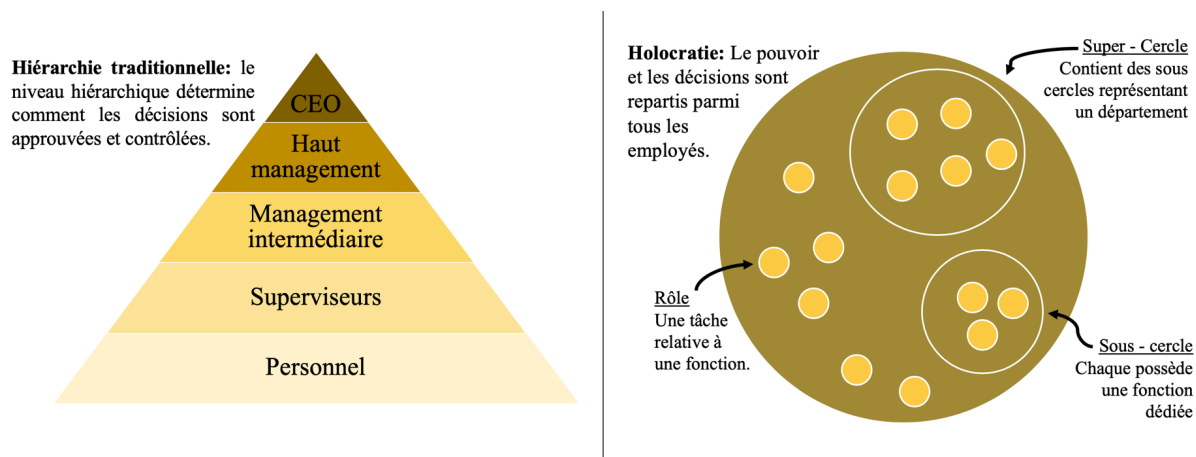 Hiérarchie traditionnelle: le
niveau hiérarchique détermine
comment les décisions sont
approuvées et contrôlées.
CEO
Haut
management
Management
intermédiaire
Superviseurs
Personnel
Holocratie: Le pouvoir
et les décisions sont
repartis parmi
tous les
employés.
Super - Cercle
Contient des sous
cercles représentant
un département
Rôle
Une tâche
relative à
une fonction.
Sous - cercle
Chaque possède
une fonction
dédiée